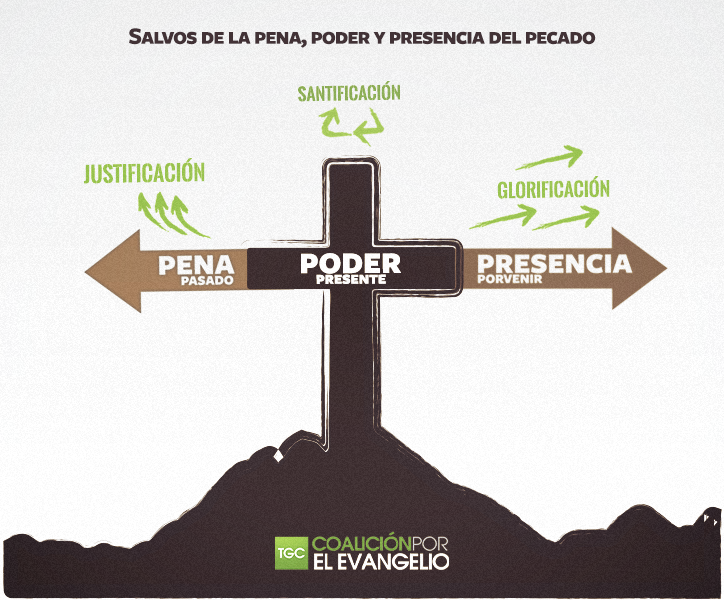 SALVOS DE LA PENA, PODER Y PRESENCIA DEL PECADO
SANTIFICACIÓN
JUSTIFICACIÓN
GLORIFICACIÓN
PENA
PASADO
PODER
PRESENTE
PRESENCIA
PORVENIR
TGC
COALICIÓN POR
EL EVANGELIO